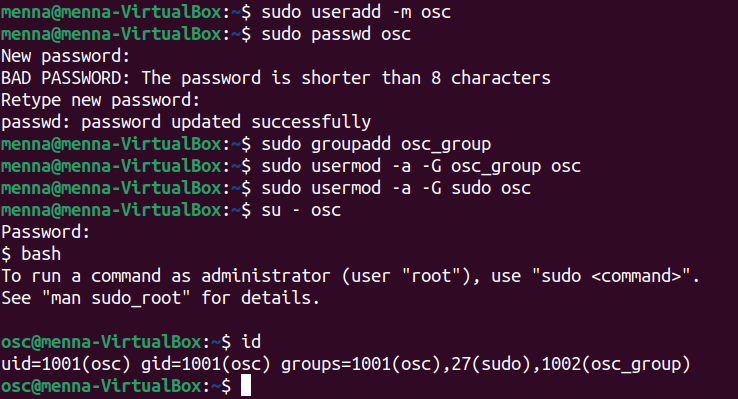 menna@menna-VirtualBox:~$ sudo useradd -m osc
menna@menna-VirtualBox:~$ sudo passwd osc
New password:
BAD PASSWORD: The password is shorter than 8 characters
Retype new password:
passwd: password updated successfully
menna@menna-VirtualBox:~$ sudo groupadd osc_group
menna@menna-VirtualBox:~$ sudo usermod -a -G osc_group osc
menna@menna-VirtualBox:~$ sudo usermod -a -G sudo osc
menna@menna-VirtualBox:~$ su - osc
Password:
$ bash
To run a command as administrator (user "root"), use "sudo <command>".
See "man sudo_root" for details.

osc@menna-VirtualBox:~$ id
uid=1001(osc) gid=1001(osc) groups=1001(osc),27(sudo),1002(osc_group)
osc@menna-VirtualBox:~$